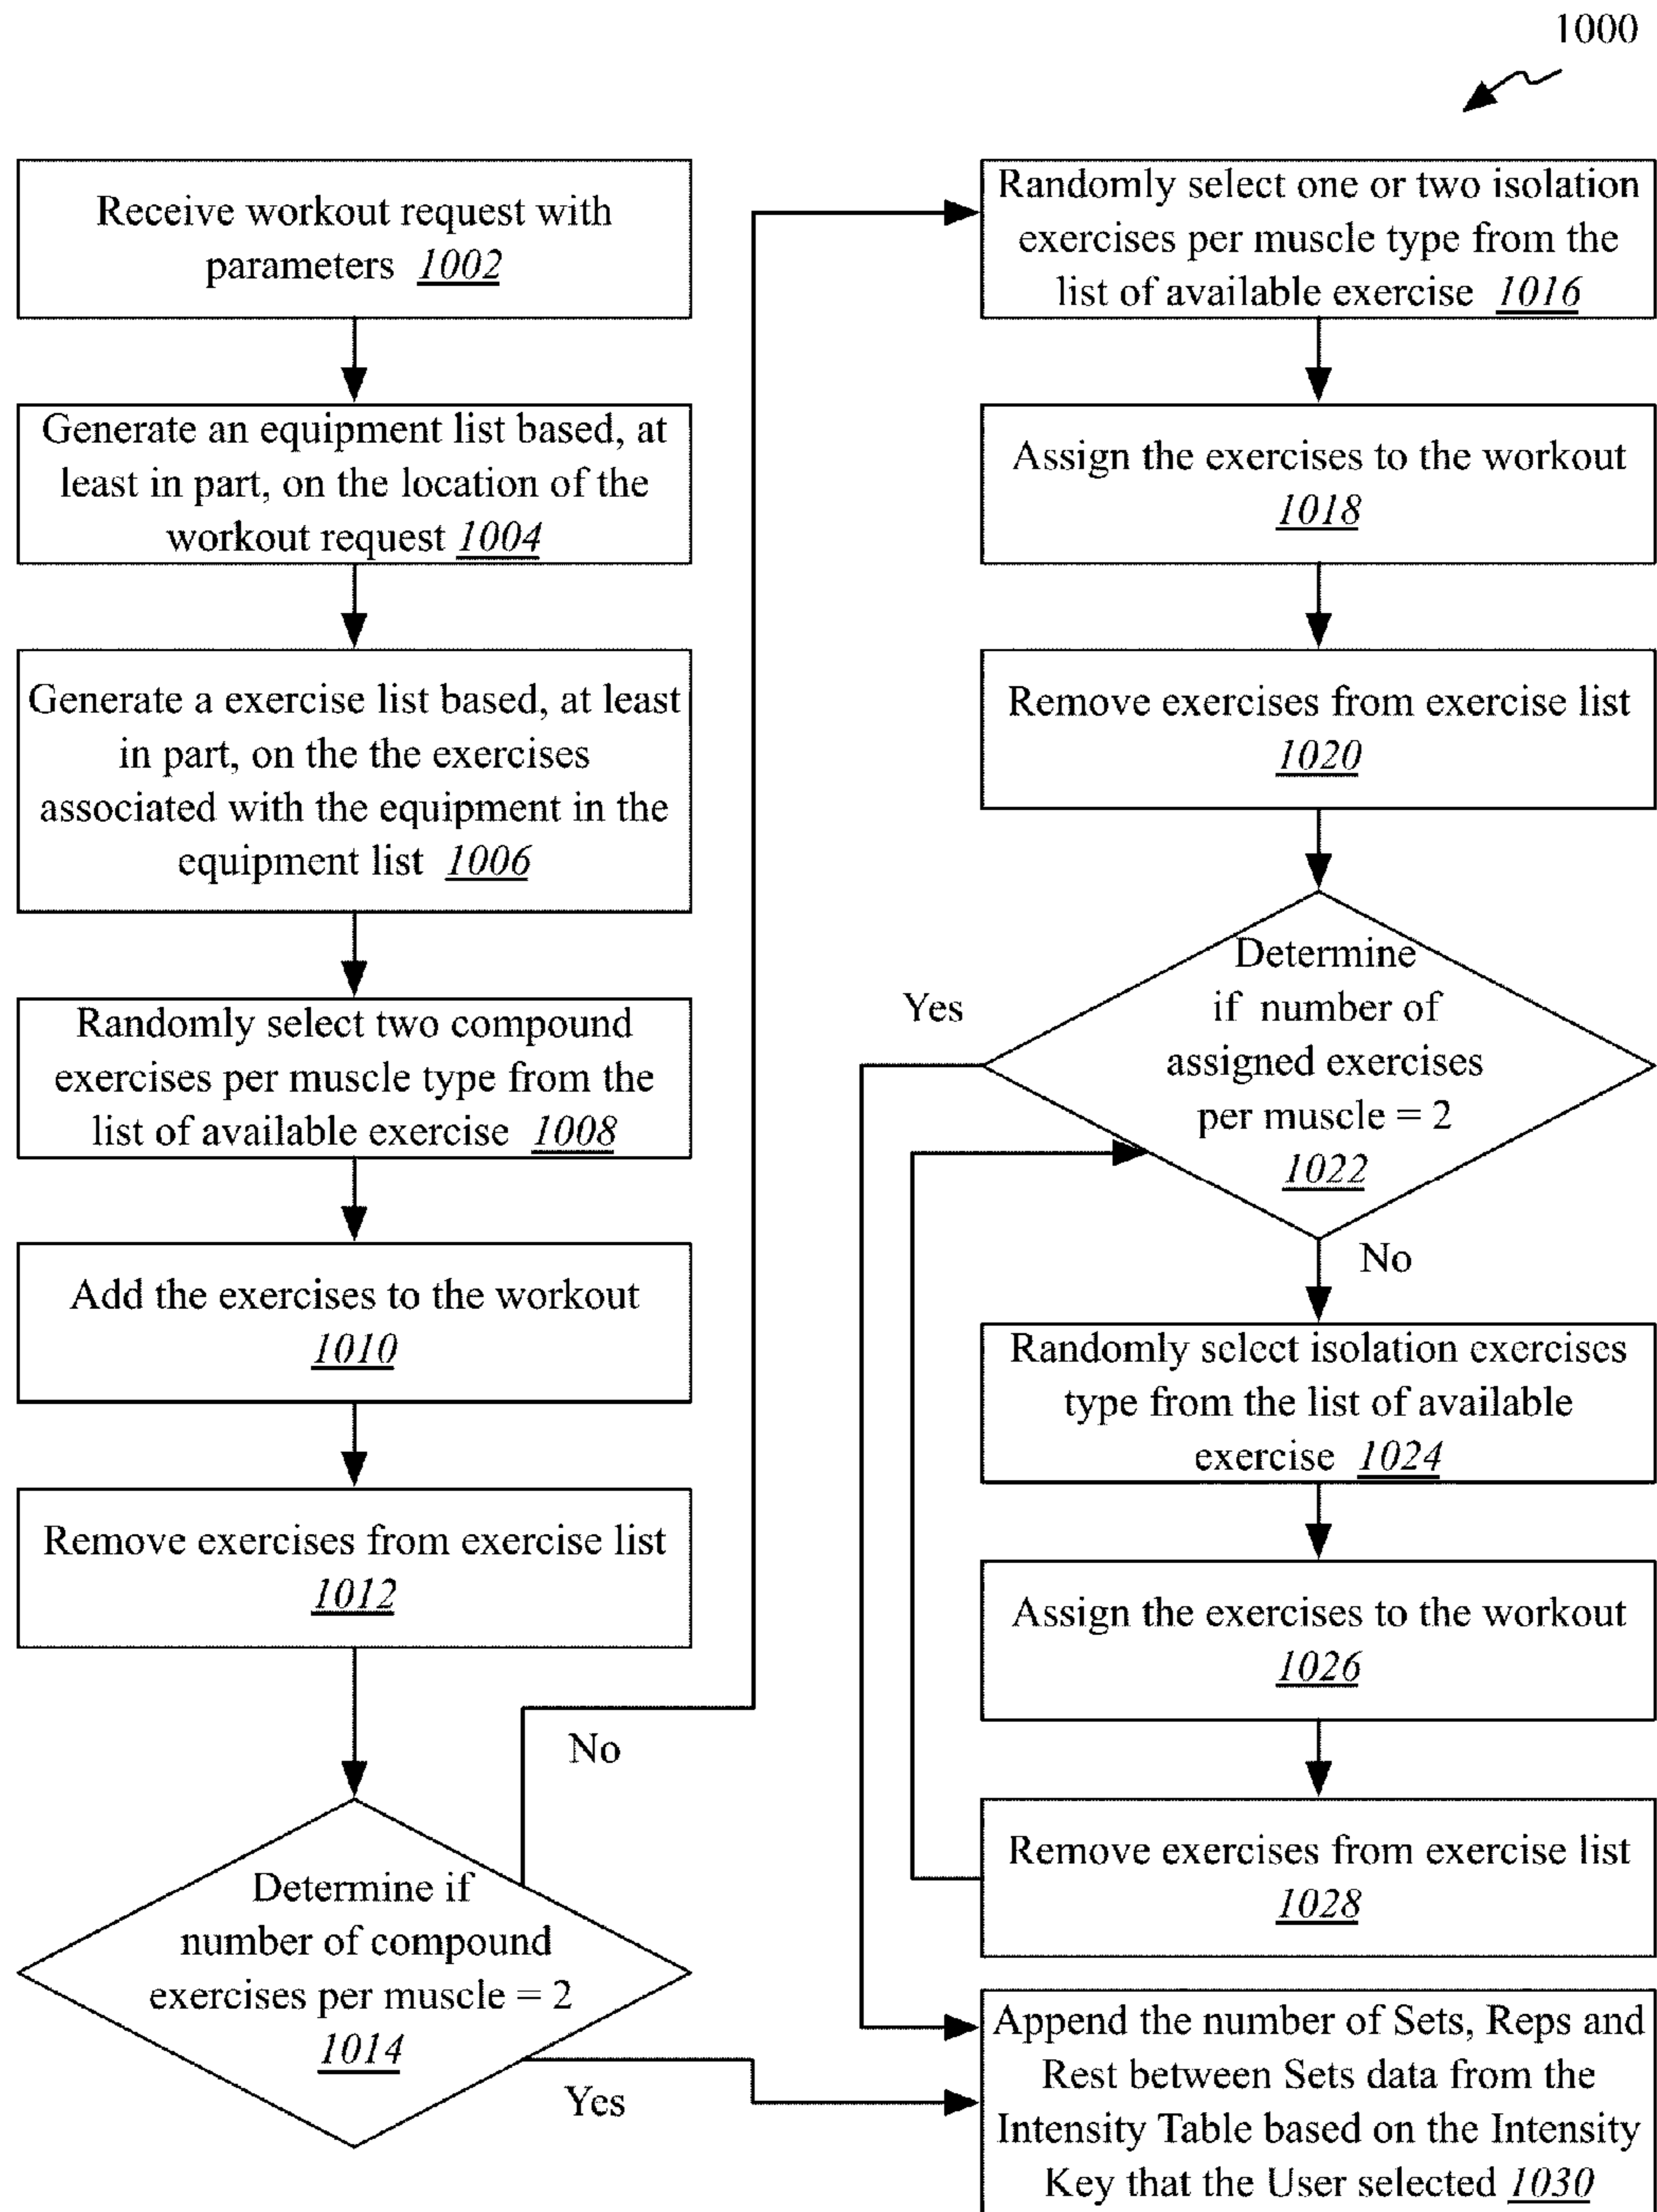 1000
Receive workout request with
parameters 1002
Generate an equipment list based, at
least in part, on the location of the
workout request 1004
Generate a exercise list based, at least
in part, on the the exercises
associated with the equipment in the
equipment list 1006
Randomly select two compound
exercises per muscle type from the
list of available exercise 1008
Add the exercises to the workout
1010
Remove exercises from exercise list
1012
Determine if
number of compound
exercises per muscle = 2
1014
No
Yes
Randomly select one or two isolation
exercises per muscle type from the
list of available exercise 1016
Assign the exercises to the workout
1018
Remove exercises from exercise list
1020
Determine
if number of
assigned exercises
per muscle = 2
1022
Yes
No
Randomly select isolation exercises
type from the list of available
exercise 1024
Assign the exercises to the workout
1026
Remove exercises from exercise list
1028
Append the number of Sets, Reps and
Rest between Sets data from the
Intensity Table based on the Intensity
Key that the User selected 1030